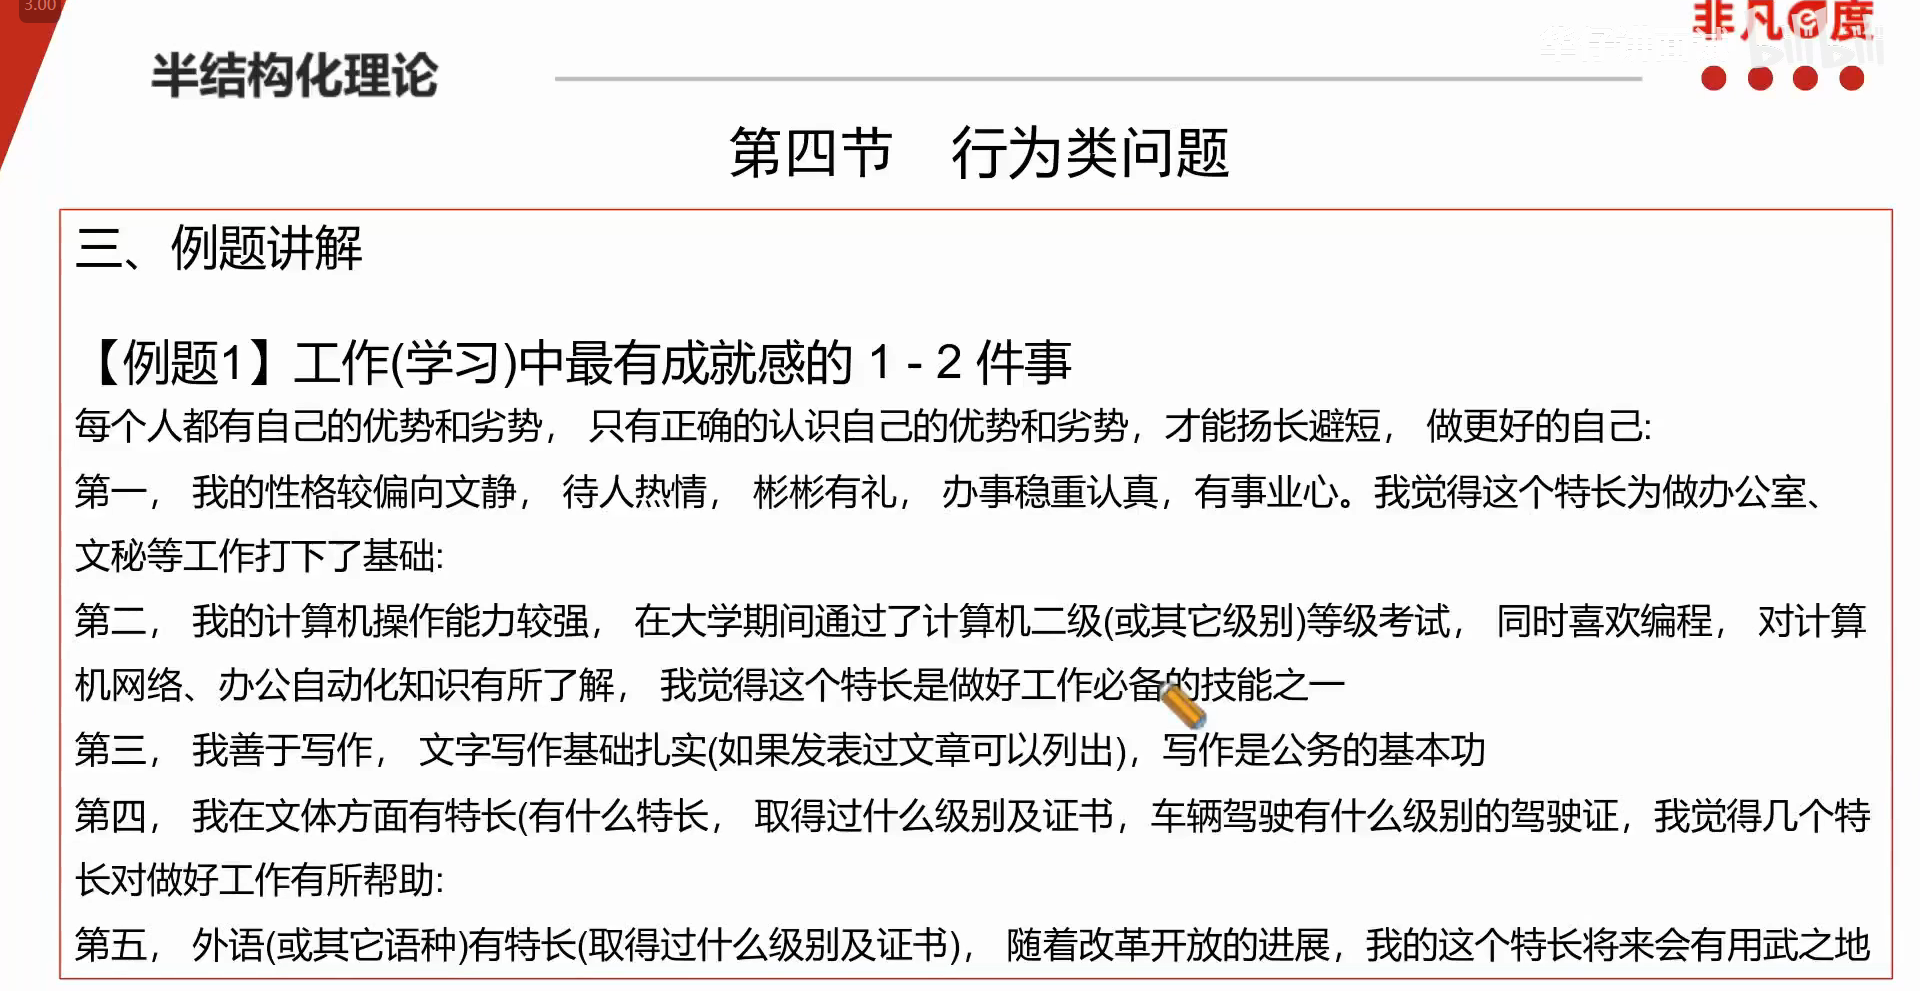 3.00
非凡e度
半结构化理论
第四节 行为类问题
三、例题讲解
【例题1】工作(学习)中最有成就感的 1 - 2 件事
每个人都有自己的优势和劣势， 只有正确的认识自己的优势和劣势，才能扬长避短， 做更好的自己:
第一， 我的性格较偏向文静， 待人热情， 彬彬有礼， 办事稳重认真，有事业心。我觉得这个特长为做办公室、
文秘等工作打下了基础:
第二， 我的计算机操作能力较强， 在大学期间通过了计算机二级(或其它级别)等级考试， 同时喜欢编程， 对计算
机网络、办公自动化知识有所了解， 我觉得这个特长是做好工作必备的技能之一
第三， 我善于写作， 文字写作基础扎实(如果发表过文章可以列出)，写作是公务的基本功
第四， 我在文体方面有特长(有什么特长， 取得过什么级别及证书，车辆驾驶有什么级别的驾驶证，我觉得几个特
长对做好工作有所帮助:
第五， 外语(或其它语种)有特长(取得过什么级别及证书)， 随着改革开放的进展，我的这个特长将来会有用武之地